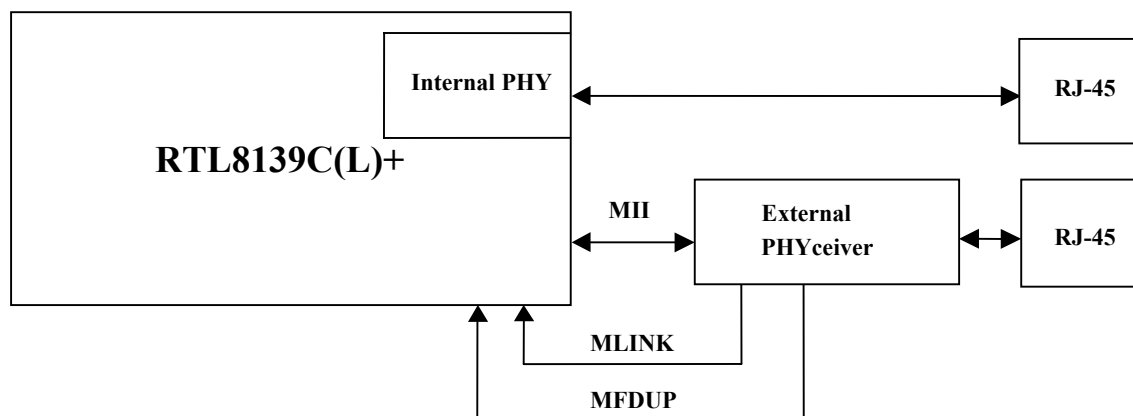 Internal PHY
RJ-45
RTL8139C(L)+
MII
External
PHYceiver
RJ-45
MLINK
MFDUP